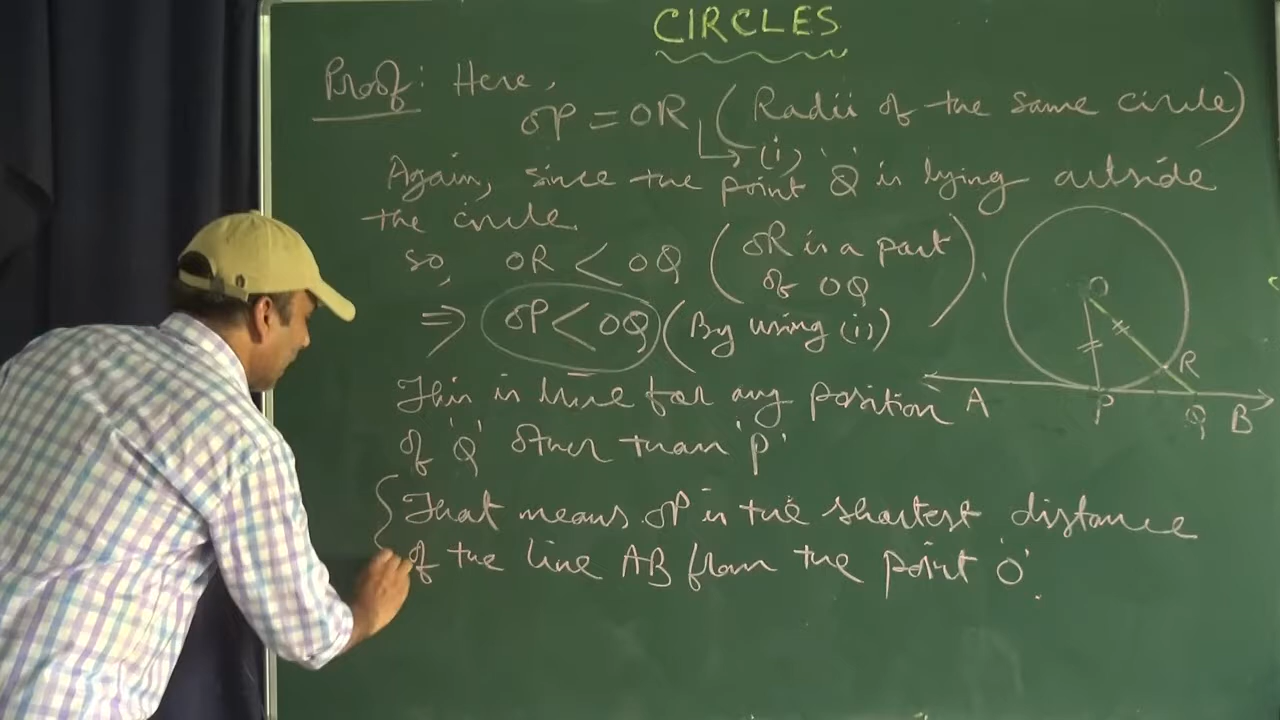 CIRCLES
Proof: Here,
OP = OR (Radii of the same circle)
→ (i)
Again, since the point 'Q' is lying outside
the circle.
so, OR < OQ (OR is a part
of OQ).
⇒ OP < OQ (By using (i))
This is true for any position
of 'Q' other than 'P'
{ That means OP is the shortest distance
of the line AB from the point 'O'.
O
R
A P Q B